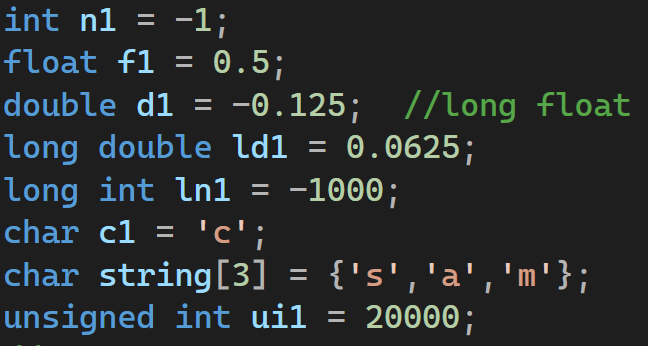 int n1 = -1;
float f1 = 0.5;
double d1 = -0.125;  //long float
long double ld1 = 0.0625;
long int ln1 = -1000;
char c1 = 'c';
char string[3] = {'s','a','m'};
unsigned int ui1 = 20000;